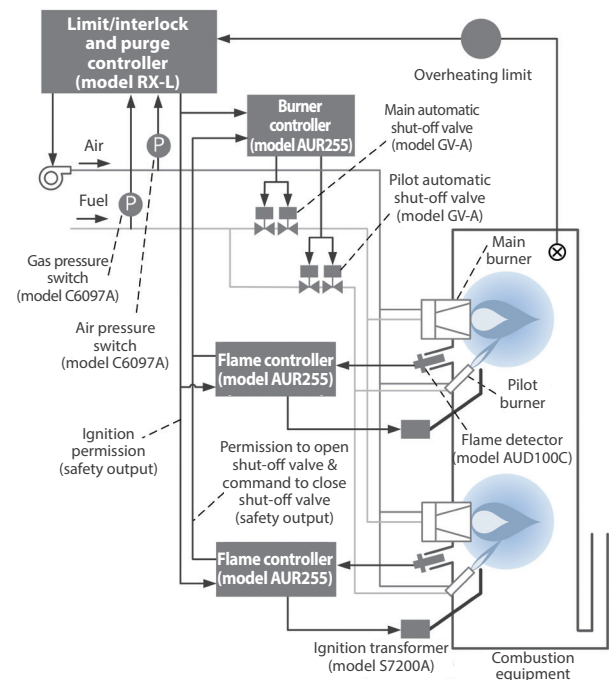 Limit/interlock
and purge
controller
(model RX-L)
Overheating limit
Burner
controller
(model AUR255)
Main automatic
shut-off valve
(model GV-A)
Air
P
Pilot automatic
shut-off valve
(model GV-A)
Fuel
P
Main
burner
Gas pressure
switch
(model C6097A)
Air pressure
switch
(model C6097A)
Flame controller
(model AUR255)
Pilot
burner
Ignition
permission
(safety output)
Permission to open
shut-off valve &
command to close
shut-off valve
(safety output)
Flame detector
(model AUD100C)
Flame controller
(model AUR255)
Ignition transformer
(model S7200A)
Combustion
equipment